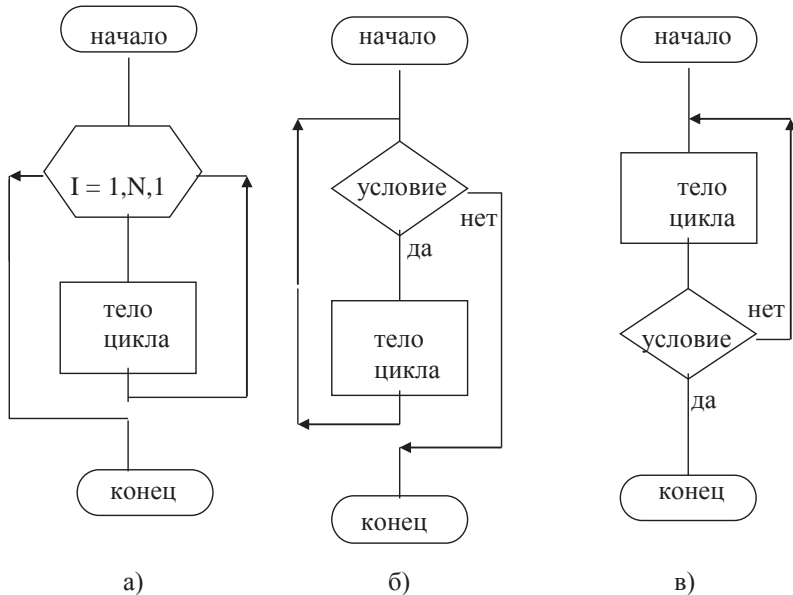 начало
I = 1,N,1
тело
цикла
конец
а)
начало
условие
нет
да
тело
цикла
конец
б)
начало
тело
цикла
условие
нет
да
конец
в)